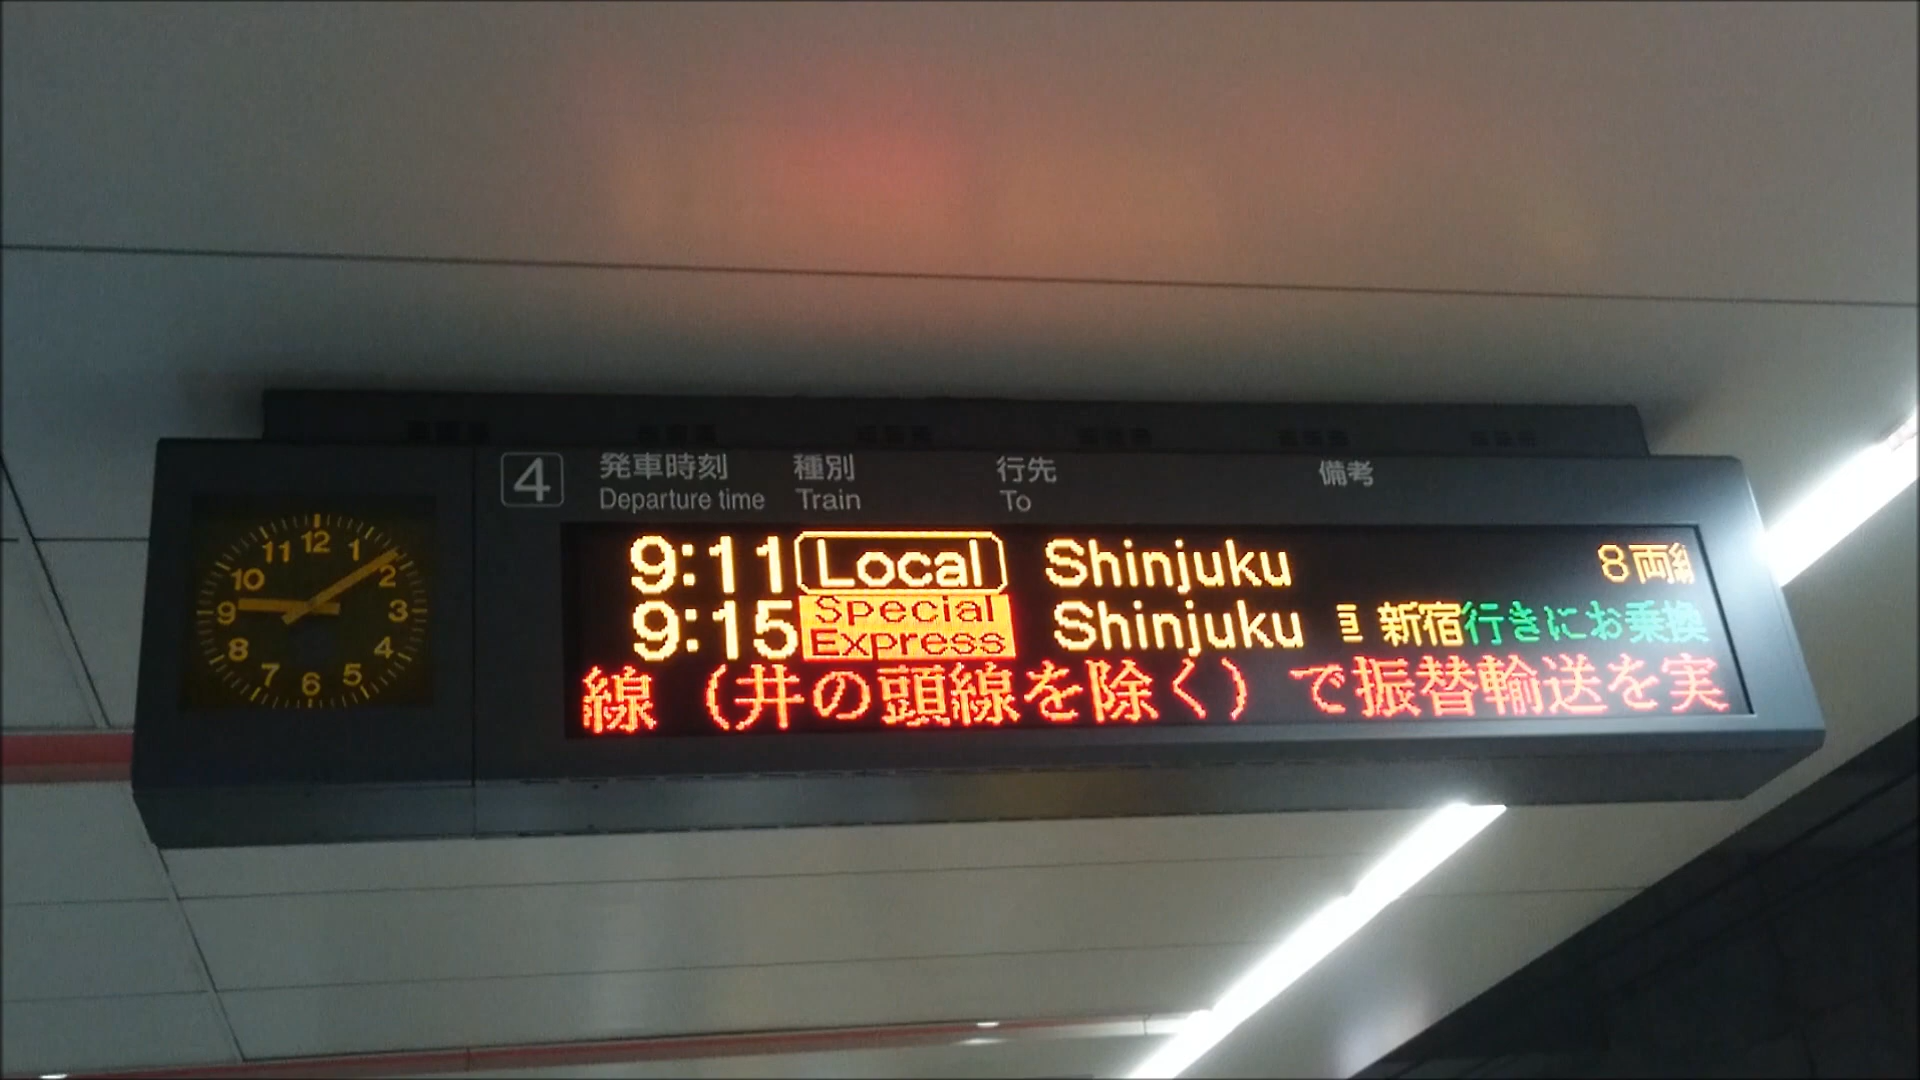 4 発車時刻 種別 行先 備考
Departure time Train To
9:11 Local Shinjuku 8両編
9:15 Special Express Shinjuku 新宿行きにお乗換
線（井の頭線を除く）で振替輸送を実
12
11 1
10 2
9 3
8 4
7 5
6